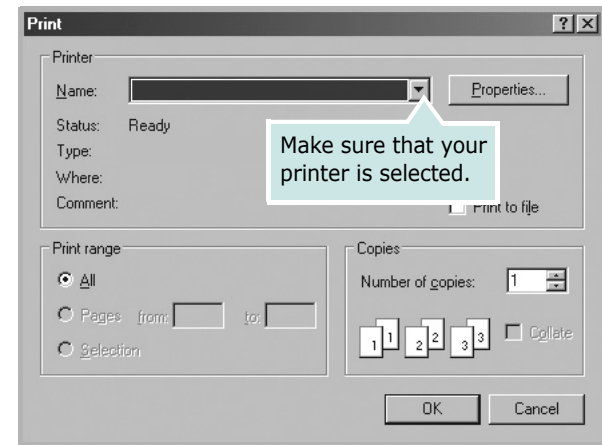 Print
Printer
Name:
Properties...
Status: Ready
Type:
Where:
Comment:
Make sure that your
printer is selected.
Print to file
Print range
All
Pages from: to:
Selection
Copies
Number of copies: 1
1 1 2 2 3 3
Collate
OK Cancel